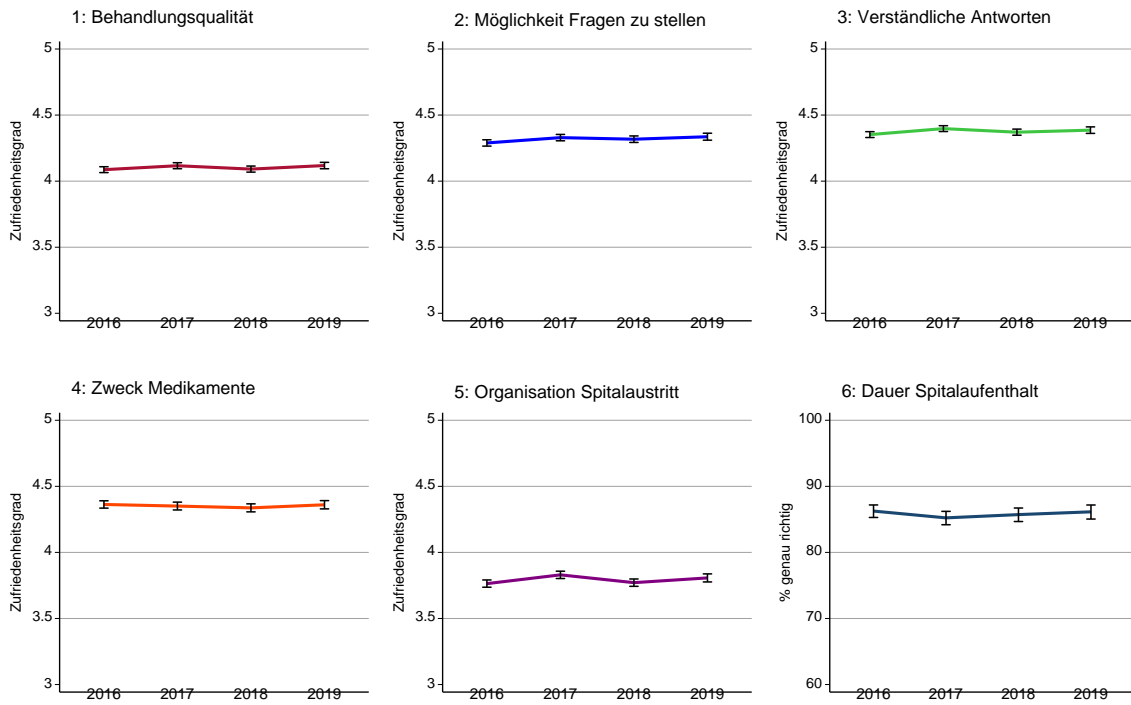 1: Behandlungsqualität
Zufriedenheitsgrad
5
4.5
4
3.5
3
2016 2017 2018 2019
2: Möglichkeit Fragen zu stellen
Zufriedenheitsgrad
5
4.5
4
3.5
3
2016 2017 2018 2019
3: Verständliche Antworten
Zufriedenheitsgrad
5
4.5
4
3.5
3
2016 2017 2018 2019
4: Zweck Medikamente
Zufriedenheitsgrad
5
4.5
4
3.5
3
2016 2017 2018 2019
5: Organisation Spitalaustritt
Zufriedenheitsgrad
5
4.5
4
3.5
3
2016 2017 2018 2019
6: Dauer Spitalaufenthalt
% genau richtig
100
90
80
70
60
2016 2017 2018 2019